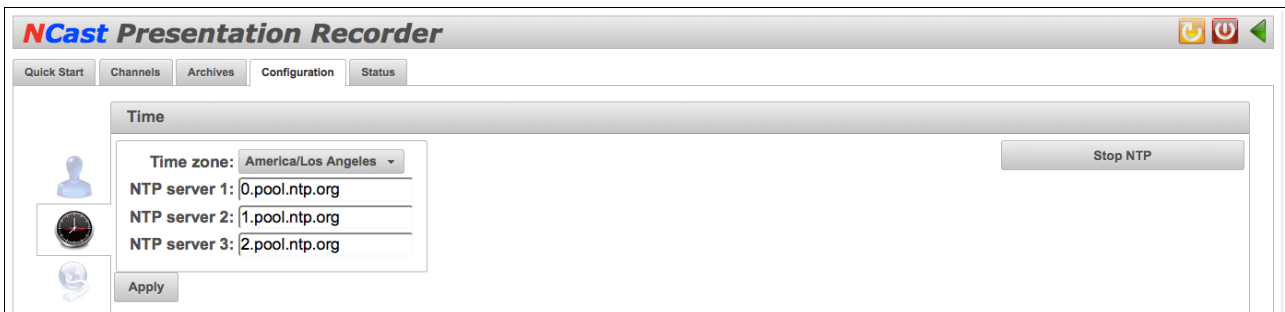 NCast Presentation Recorder
Quick Start Channels Archives Configuration Status
Time
Time zone: America/Los Angeles Stop NTP
NTP server 1: 0.pool.ntp.org
NTP server 2: 1.pool.ntp.org
NTP server 3: 2.pool.ntp.org
Apply